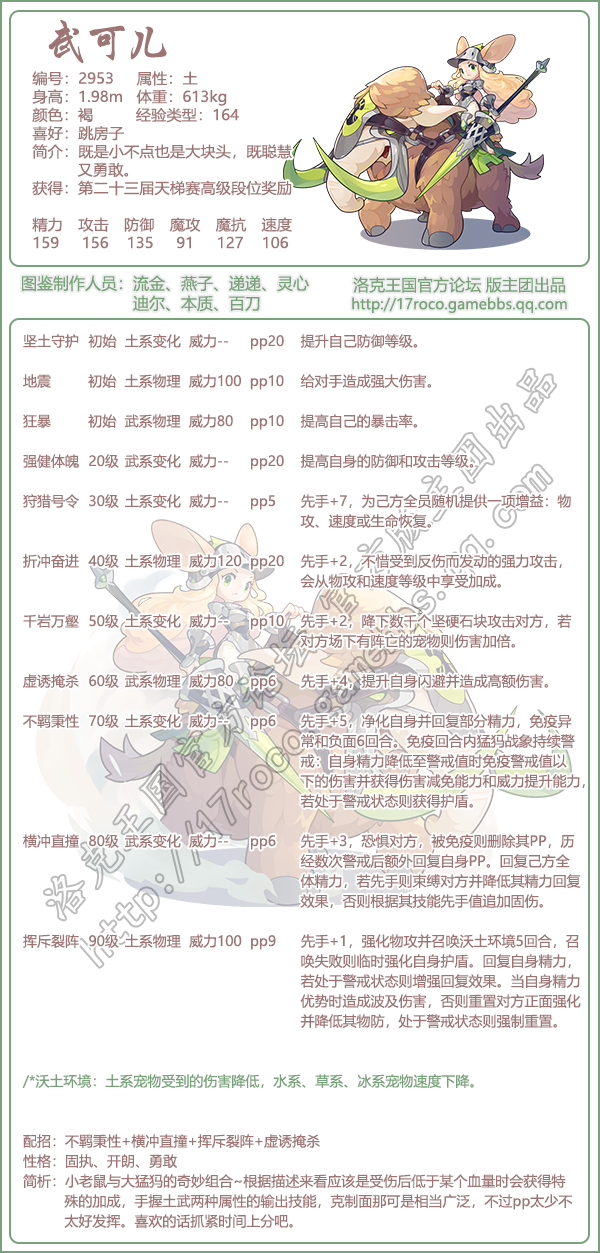 武可儿
编号：2953 属性：土
身高：1.98m 体重：613kg
颜色：褐 经验类型：164
喜好：跳房子
简介：既是小不点也是大块头，既聪慧
又勇敢。
获得：第二十三届天梯赛高级段位奖励
精力 攻击 防御 魔攻 魔抗 速度
159 156 135 91 127 106
图鉴制作人员：流金、燕子、递递、灵心
迪尔、本质、百刀
洛克王国官方论坛 版主团出品
http://17roco.gamebbs.qq.com
坚土守护 初始 土系变化 威力-- pp20 提升自己防御等级。
地震 初始 土系物理 威力100 pp10 给对手造成强大伤害。
狂暴 初始 武系物理 威力80 pp10 提高自己的暴击率。
强健体魄 20级 武系变化 威力-- pp20 提高自身的防御和攻击等级。
狩猎号令 30级 土系变化 威力-- pp5 先手+7，为己方全员随机提供一项增益：物
攻、速度或生命恢复。
折冲奋进 40级 土系物理 威力120 pp20 先手+2，不惜受到反伤而发动的强力攻击，
会从物攻和速度等级中享受加成。
千岩万壑 50级 土系变化 威力-- pp10 先手+2，降下数千个坚硬石块攻击对方，若
对方场下有阵亡的宠物则伤害加倍。
虚诱掩杀 60级 武系物理 威力80 pp6 先手+4，提升自身闪避并造成高额伤害。
不羁秉性 70级 土系变化 威力-- pp6 先手+5，净化自身并回复部分精力，免疫异
常和负面6回合。免疫回合内猛犸战象持续警
戒：自身精力降低至警戒值时免疫警戒值以
下的伤害并获得伤害减免能力和威力提升能力，
若处于警戒状态则获得护盾。
横冲直撞 80级 武系变化 威力-- pp6 先手+3，恐惧对方，被免疫则删除其PP，历
经数次警戒后额外回复自身PP。回复己方全
体精力，若先手则束缚对方并降低其精力回复
效果，否则根据其技能先手值追加固伤。
挥斥裂阵 90级 土系物理 威力100 pp9 先手+1，强化物攻并召唤沃土环境5回合，召
唤失败则临时强化自身护盾。回复自身精力，
若处于警戒状态则增强回复效果。当自身精力
优势时造成波及伤害，否则重置对方正面强化
并降低其物防，处于警戒状态则强制重置。
/*沃土环境：土系宠物受到的伤害降低，水系、草系、冰系宠物速度下降。
配招：不羁秉性+横冲直撞+挥斥裂阵+虚诱掩杀
性格：固执、开朗、勇敢
简析：小老鼠与大猛犸的奇妙组合~根据描述来看应该是受伤后低于某个血量时会获得特
殊的加成，手握土武两种属性的输出技能，克制面那可是相当广泛，不过pp太少不
太好发挥。喜欢的话抓紧时间上分吧。
洛克王国官方论坛 版主团出品
http://17roco.gamebbs.qq.com